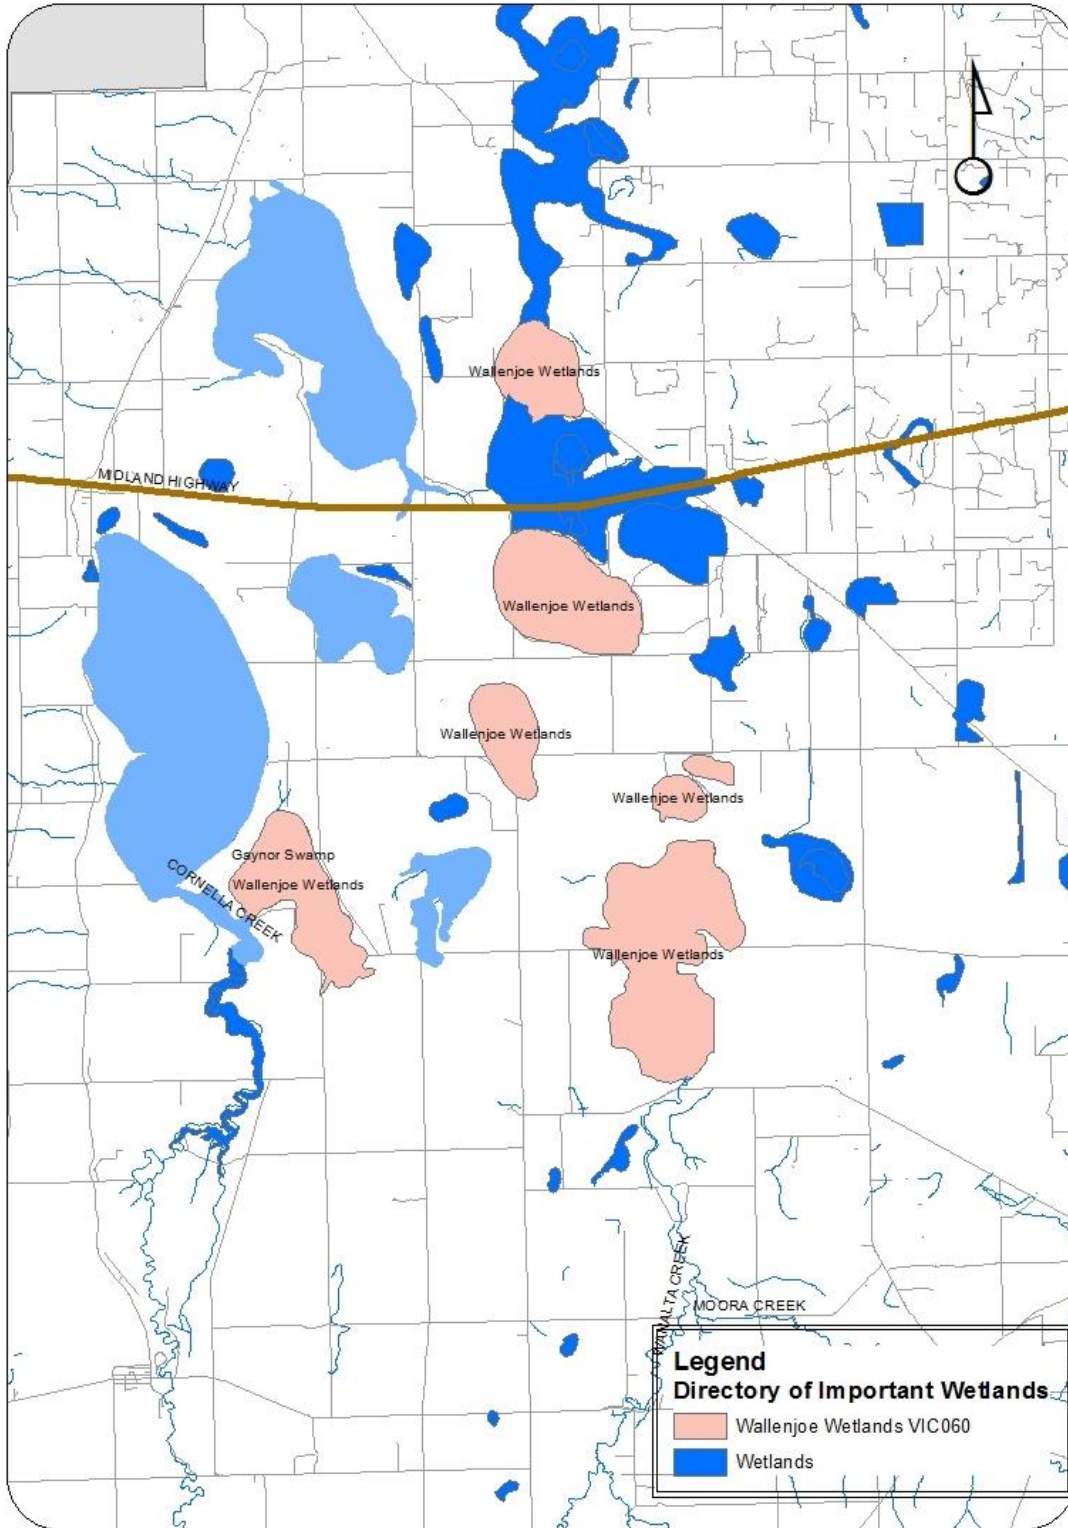 Wallenjoe Wetlands
MIDLAND HIGHWAY
Wallenjoe Wetlands
Wallenjoe Wetlands
Wallenjoe Wetlands
Gaynor Swamp
Wallenjoe Wetlands
CORNELLA CREEK
Wallenjoe Wetlands
WANALTA CREEK
MOORA CREEK
Legend
Directory of Important Wetlands
Wallenjoe Wetlands VIC060
Wetlands